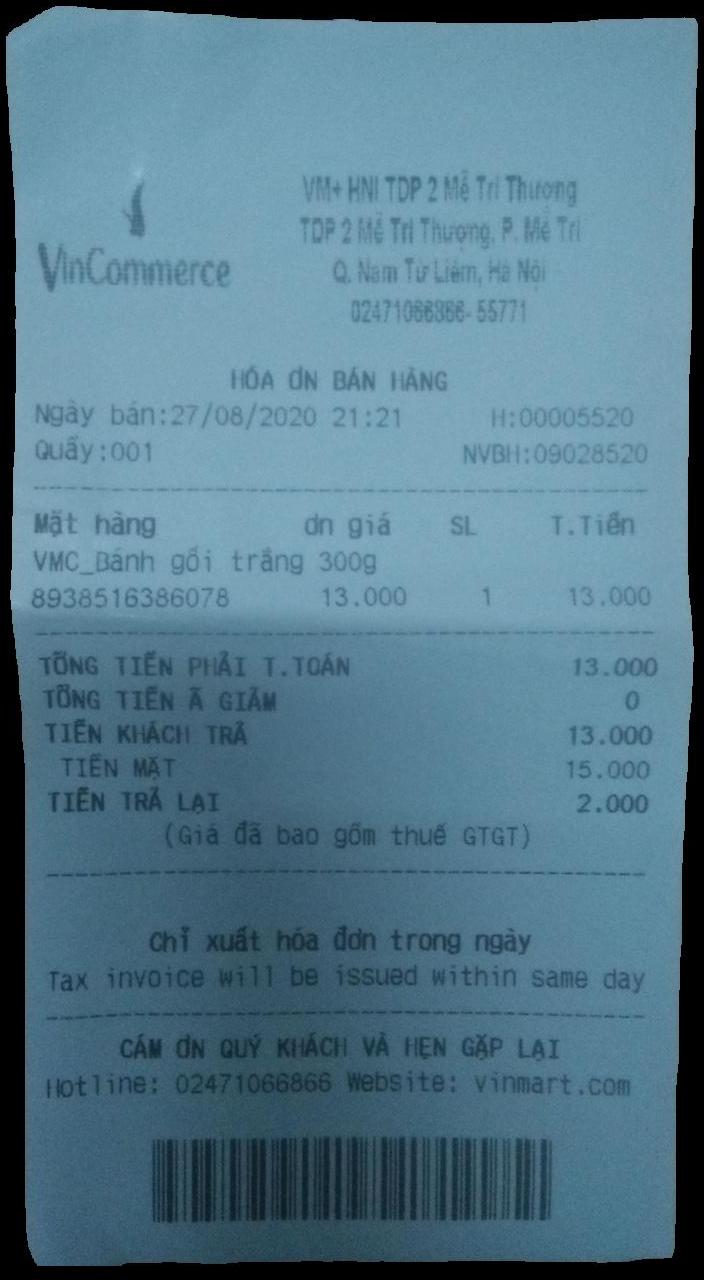 VinCommerce
VM+ HNI TDP 2 Mễ Trì Thượng
TDP 2 Mễ Trì Thượng, P. Mễ Trì
Q. Nam Từ Liêm, Hà Nội
02471066866- 55771
HÓA ƠN BÁN HÀNG
Ngày bán:27/08/2020 21:21 H:00005520
Quầy:001 NVBH:09028520
Mặt hàng ơn giá SL T.Tiền
VMC_Bánh gối trắng 300g
8938516386078 13.000 1 13.000
TỔNG TIỀN PHẢI T.TOÁN 13.000
TỔNG TIỀN Ã GIẢM 0
TIỀN KHÁCH TRẢ 13.000
TIỀN MẶT 15.000
TIỀN TRẢ LẠI 2.000
(Giá đã bao gồm thuế GTGT)
Chỉ xuất hóa đơn trong ngày
Tax invoice will be issued within same day
CẢM ƠN QUÝ KHÁCH VÀ HẸN GẶP LẠI
Hotline: 02471066866 Website: vinmart.com